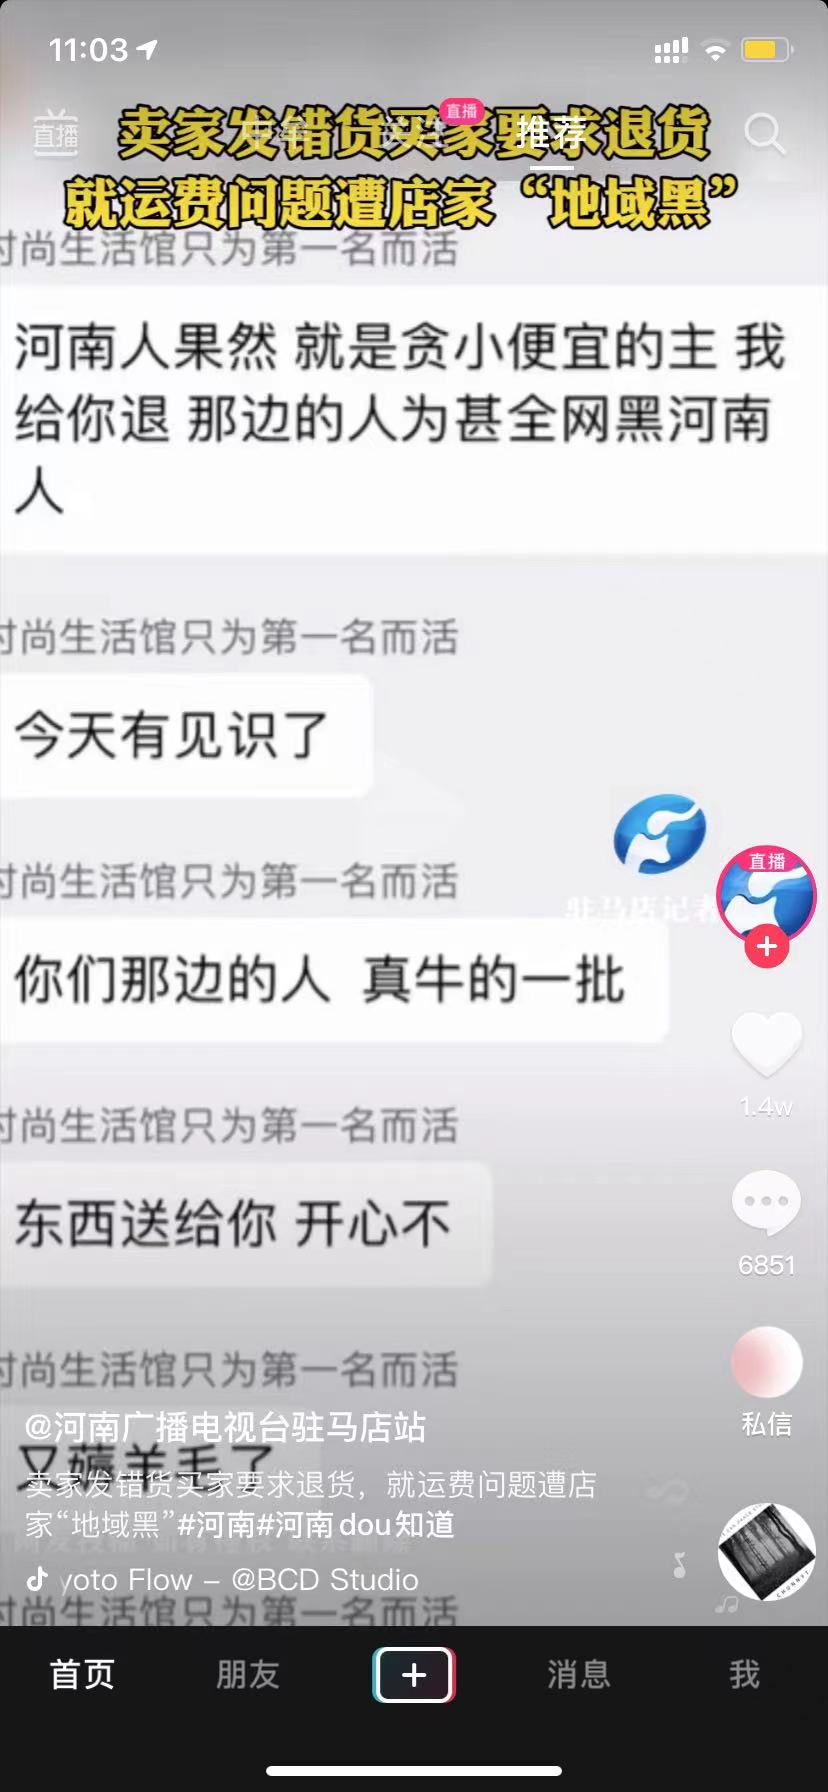 11:03
直播
直播
推荐
卖家发错货买家要求退货
就运费问题遭店家“地域黑”
时尚生活馆只为第一名而活
河南人果然 就是贪小便宜的主 我
给你退 那边的人为甚全网黑河南
人
时尚生活馆只为第一名而活
今天有见识了
时尚生活馆只为第一名而活
驻马店记者
直播
你们那边的人 真牛的一批
1.4w
时尚生活馆只为第一名而活
东西送给你 开心不
6851
时尚生活馆只为第一名而活
私信
@河南广播电视台驻马店站
又薅羊毛了
卖家发错货买家要求退货，就运费问题遭店
家“地域黑”#河南#河南dou知道
yoto Flow - @BCD Studio
时尚生活馆只为第一名而活
首页
朋友
消息
我